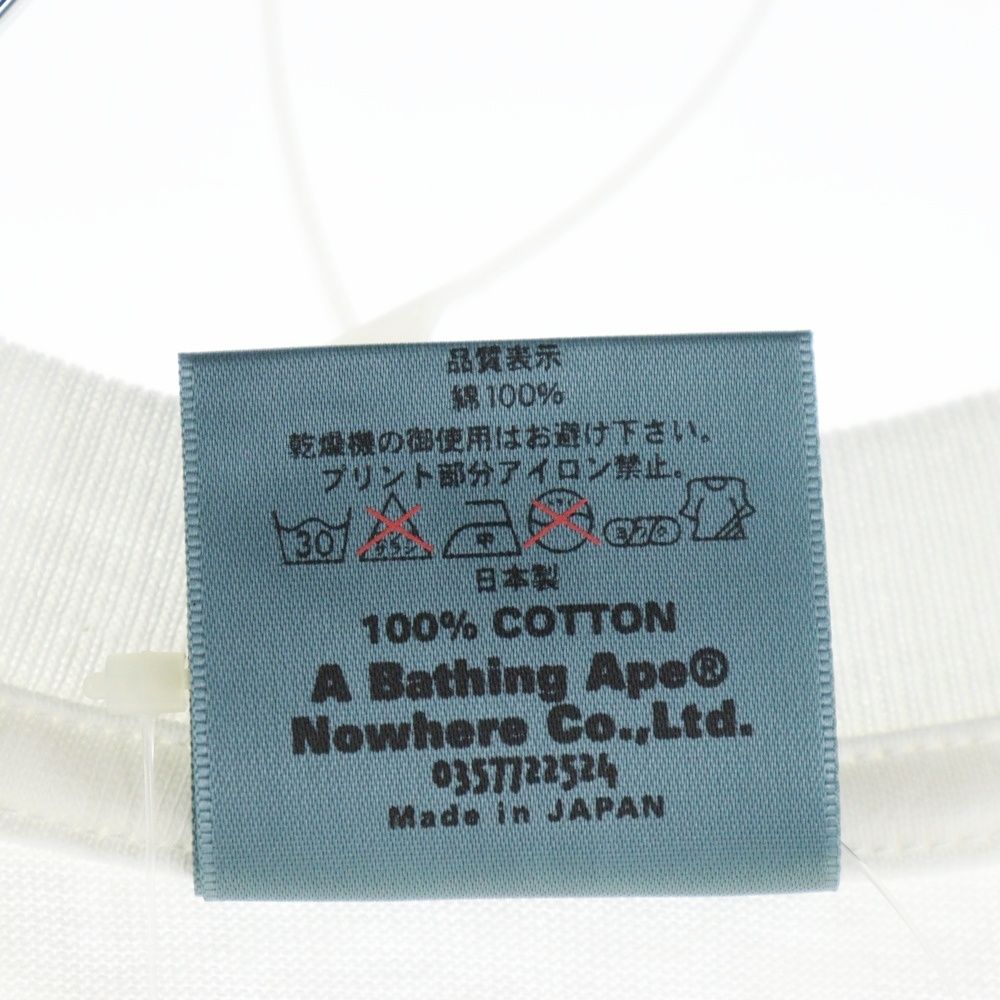 品質表示
綿100%
乾燥機の御使用はお避け下さい。
プリント部分アイロン禁止。
30 中
日本製
100% COTTON
A Bathing Ape®
Nowhere Co.,Ltd.
0357722524
Made in JAPAN